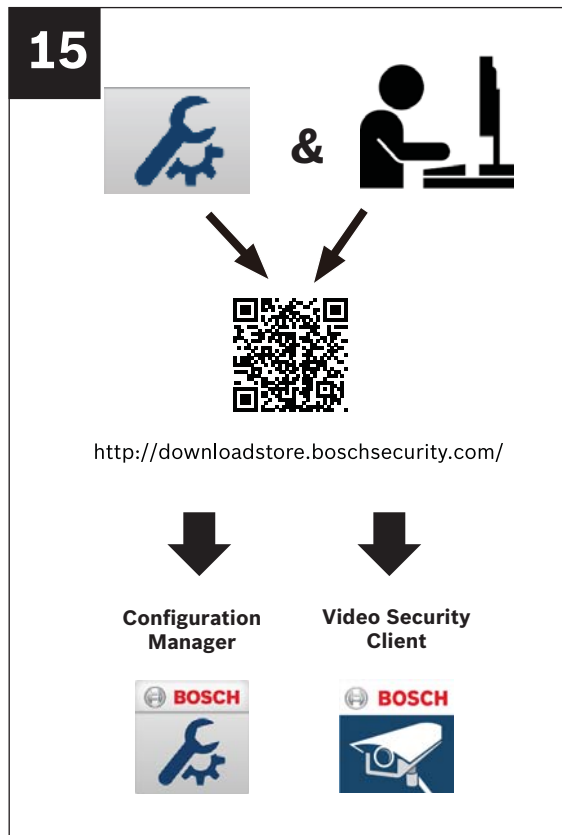 15
&
http://downloadstore.boschsecurity.com/
Configuration
Manager
Video Security
Client
BOSCH
BOSCH